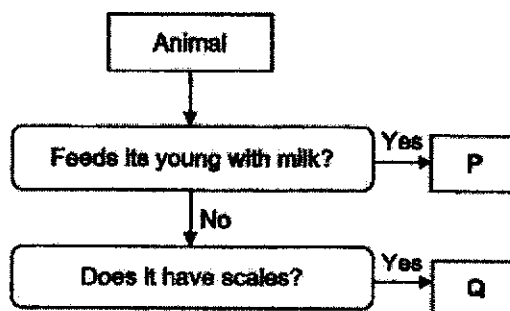 Animal
Feeds its young with milk?
Yes
P
No
Does it have scales?
Yes
Q